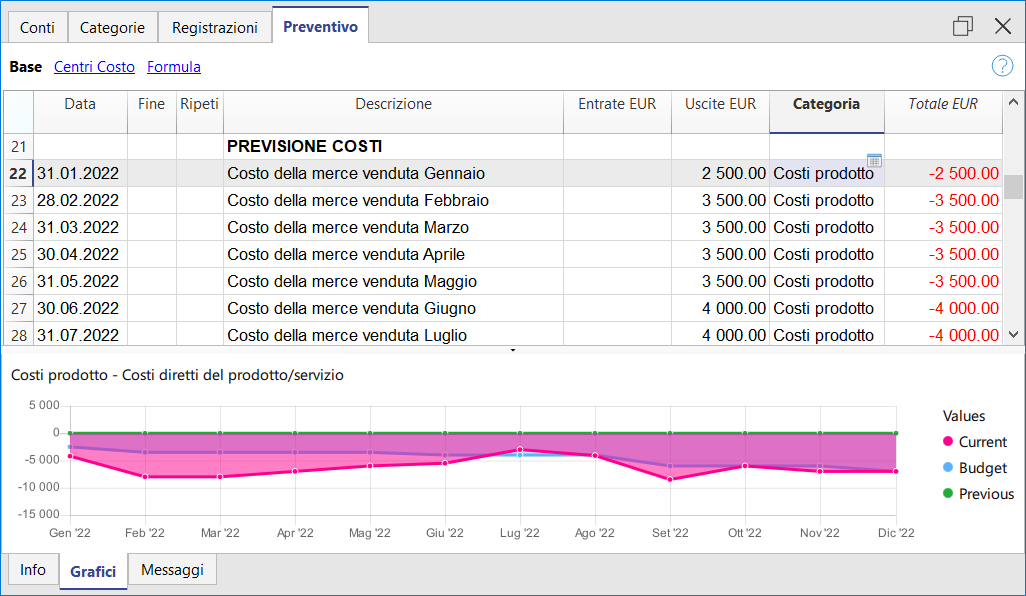 Conti Categorie Registrazioni Preventivo
Base Centri Costo Formula
?
Data Fine Ripeti Descrizione Entrate EUR Uscite EUR Categoria Totale EUR
21 PREVISIONE COSTI
22 31.01.2022 Costo della merce venduta Gennaio 2 500.00 Costi prodotto -2 500.00
23 28.02.2022 Costo della merce venduta Febbraio 3 500.00 Costi prodotto -3 500.00
24 31.03.2022 Costo della merce venduta Marzo 3 500.00 Costi prodotto -3 500.00
25 30.04.2022 Costo della merce venduta Aprile 3 500.00 Costi prodotto -3 500.00
26 31.05.2022 Costo della merce venduta Maggio 3 500.00 Costi prodotto -3 500.00
27 30.06.2022 Costo della merce venduta Giugno 4 000.00 Costi prodotto -4 000.00
28 31.07.2022 Costo della merce venduta Luglio 4 000.00 Costi prodotto -4 000.00
Costi prodotto - Costi diretti del prodotto/servizio
5 000
0
-5 000
-10 000
-15 000
Gen '22 Feb '22 Mar '22 Apr '22 Mag '22 Giu '22 Lug '22 Ago '22 Set '22 Ott '22 Nov '22 Dic '22
Values
Current
Budget
Previous
Info Grafici Messaggi